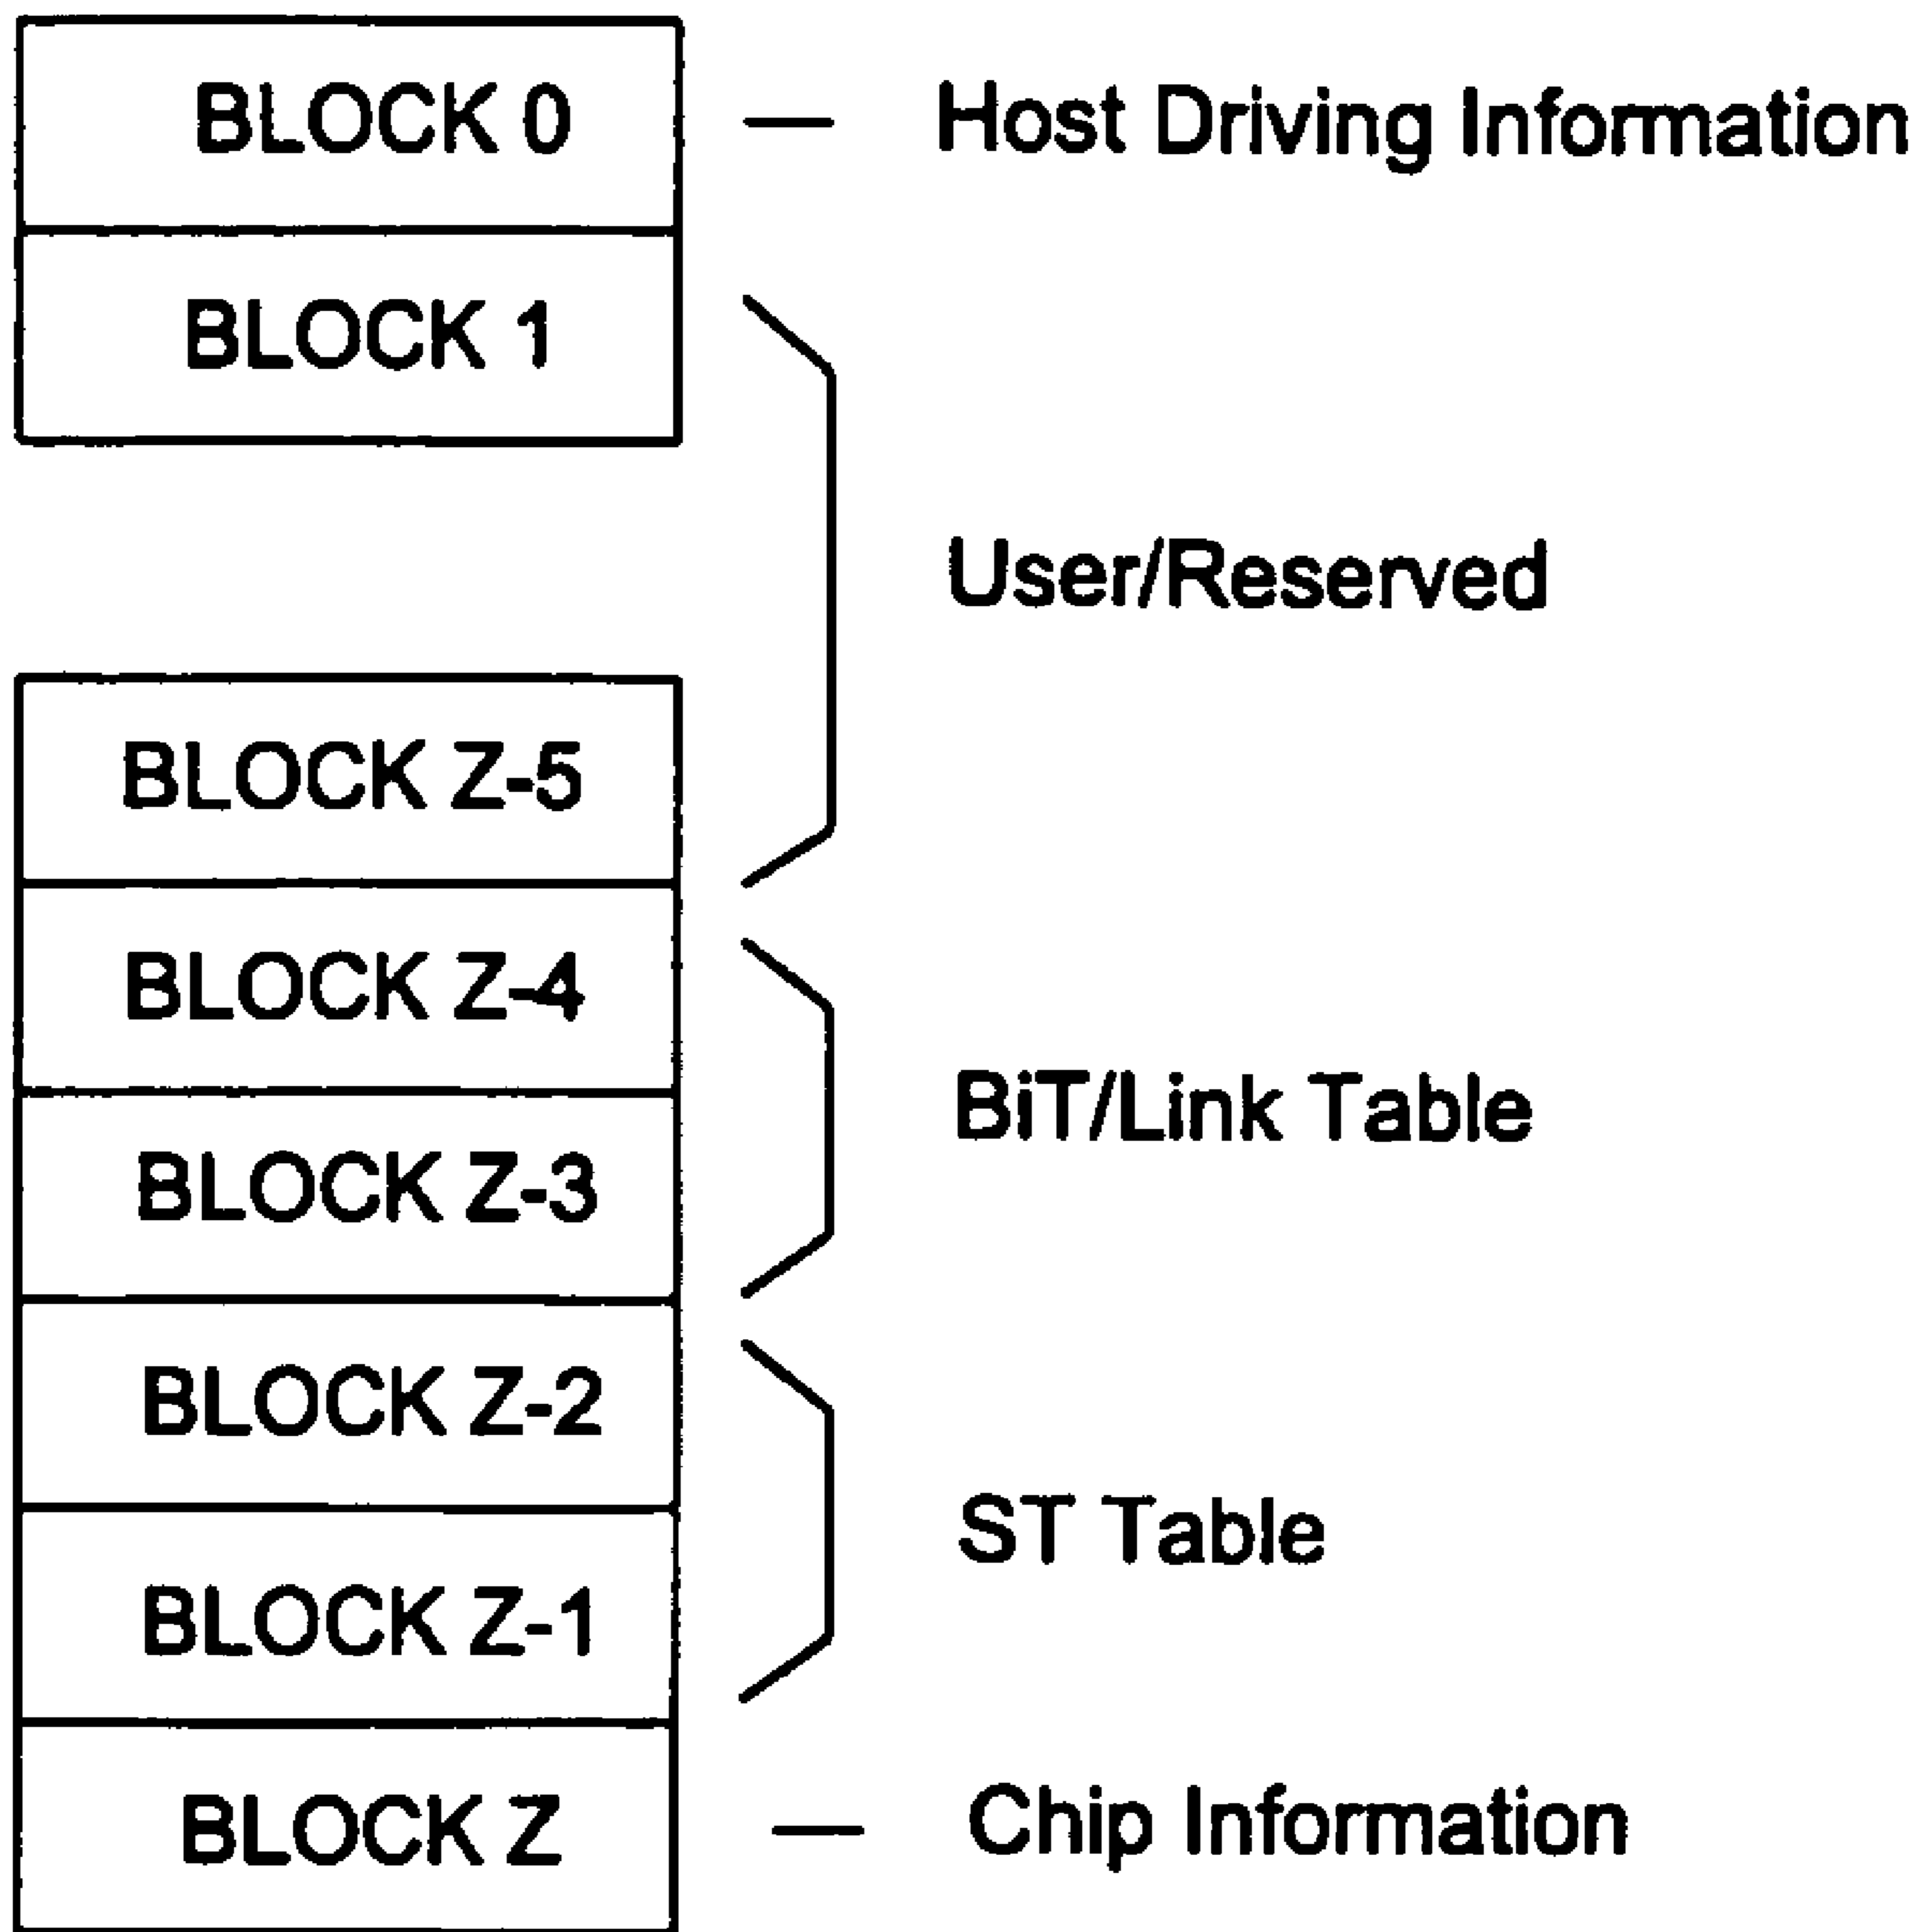 BLOCK 0
Host Driving Information
BLOCK 1
User/Reserved
BLOCK Z-5
BLOCK Z-4
BiT/Link Table
BLOCK Z-3
BLOCK Z-2
ST Table
BLOCK Z-1
BLOCK Z
Chip Information